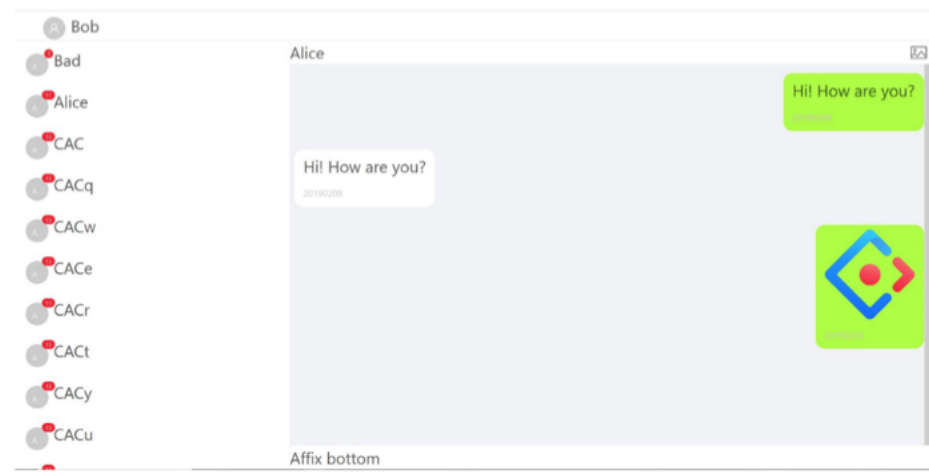 Bob
Bad
Alice
CAC
CACq
CACw
CACe
CACr
CACt
CACy
CACu
Alice
Hi! How are you?
Hi! How are you?
20190209
Affix bottom